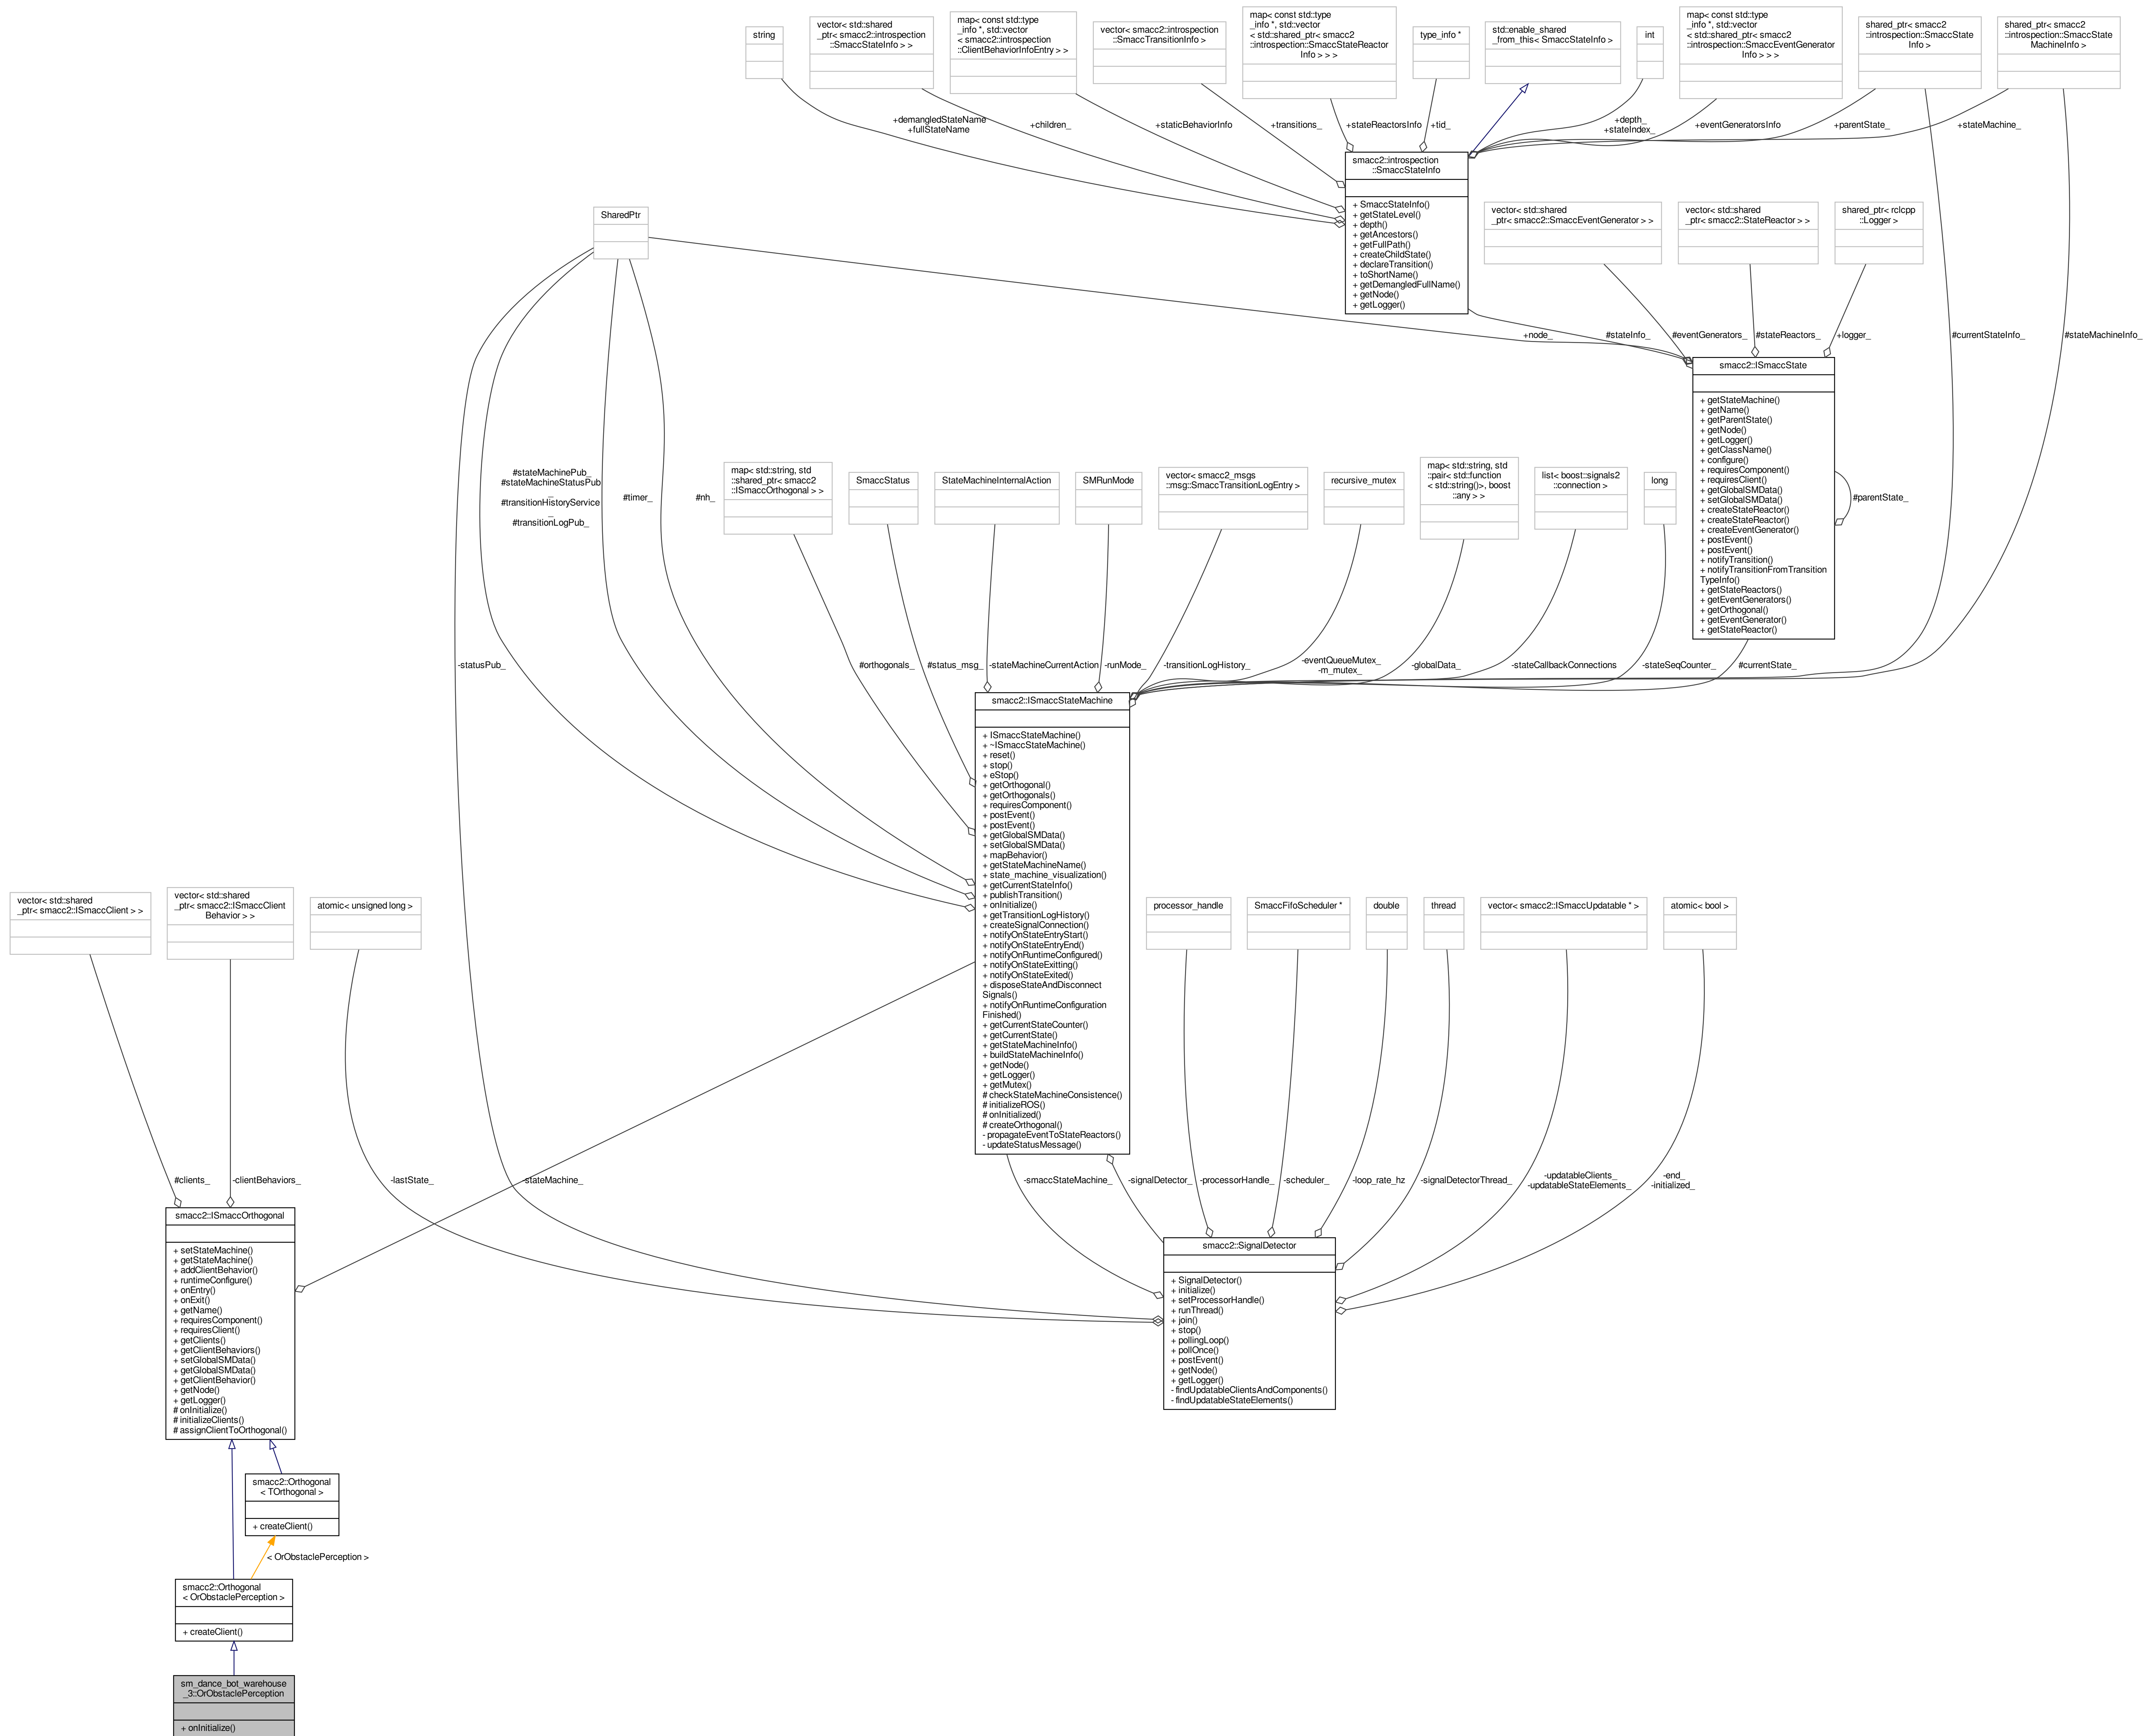 string
vector< std::shared
_ptr< smacc2::introspection
::SmaccStateInfo > >
map< const std::type
_info *, std::vector
< smacc2::introspection
::ClientBehaviorInfoEntry > >
vector< smacc2::introspection
::SmaccTransitionInfo >
map< const std::type
_info *, std::vector
< std::shared_ptr< smacc2
::introspection::SmaccStateReactor
Info > > >
type_info *
std::enable_shared
_from_this< SmaccStateInfo >
int
map< const std::type
_info *, std::vector
< std::shared_ptr< smacc2
::introspection::SmaccEventGenerator
Info > > >
shared_ptr< smacc2
::introspection::SmaccState
Info >
shared_ptr< smacc2
::introspection::SmaccState
MachineInfo >
+demangledStateName
+fullStateName
+children_
+staticBehaviorInfo
+transitions_
+stateReactorsInfo
+tid_
+depth_
+stateIndex_
+eventGeneratorsInfo
+parentState_
+stateMachine_
smacc2::introspection
::SmaccStateInfo
+ SmaccStateInfo()
+ getStateLevel()
+ depth()
+ getAncestors()
+ getFullPath()
+ createChildState()
+ declareTransition()
+ toShortName()
+ getDemangledFullName()
+ getNode()
+ getLogger()
SharedPtr
vector< std::shared
_ptr< smacc2::SmaccEventGenerator > >
vector< std::shared
_ptr< smacc2::StateReactor > >
shared_ptr< rclcpp
::Logger >
+node_
#stateInfo_
#eventGenerators_
#stateReactors_
+logger_
#currentStateInfo_
#stateMachineInfo_
smacc2::ISmaccState
+ getStateMachine()
+ getName()
+ getParentState()
+ getNode()
+ getLogger()
+ getClassName()
+ configure()
+ requiresComponent()
+ requiresClient()
+ getGlobalSMData()
+ setGlobalSMData()
+ createStateReactor()
+ createStateReactor()
+ createEventGenerator()
+ postEvent()
+ postEvent()
+ notifyTransition()
+ notifyTransitionFromTransition
TypeInfo()
+ getStateReactors()
+ getEventGenerators()
+ getOrthogonal()
+ getEventGenerator()
+ getStateReactor()
#parentState_
#stateMachinePub_
#stateMachineStatusPub
_
#transitionHistoryService
_
#transitionLogPub_
#timer_
#nh_
map< std::string, std
::shared_ptr< smacc2
::ISmaccOrthogonal > >
SmaccStatus
StateMachineInternalAction
SMRunMode
vector< smacc2_msgs
::msg::SmaccTransitionLogEntry >
recursive_mutex
map< std::string, std
::pair< std::function
< std::string()>, boost
::any > >
list< boost::signals2
::connection >
long
-statusPub_
#orthogonals_
#status_msg_
-stateMachineCurrentAction
-runMode_
-transitionLogHistory_
-eventQueueMutex_
-m_mutex_
-globalData_
-stateCallbackConnections
-stateSeqCounter_
#currentState_
smacc2::ISmaccStateMachine
+ ISmaccStateMachine()
+ ~ISmaccStateMachine()
+ reset()
+ stop()
+ eStop()
+ getOrthogonal()
+ getOrthogonals()
+ requiresComponent()
+ postEvent()
+ postEvent()
+ getGlobalSMData()
+ setGlobalSMData()
+ mapBehavior()
+ getStateMachineName()
+ state_machine_visualization()
+ getCurrentStateInfo()
+ publishTransition()
+ onInitialize()
+ getTransitionLogHistory()
+ createSignalConnection()
+ notifyOnStateEntryStart()
+ notifyOnStateEntryEnd()
+ notifyOnRuntimeConfigured()
+ notifyOnStateExitting()
+ notifyOnStateExited()
+ disposeStateAndDisconnect
Signals()
+ notifyOnRuntimeConfiguration
Finished()
+ getCurrentStateCounter()
+ getCurrentState()
+ getStateMachineInfo()
+ buildStateMachineInfo()
+ getNode()
+ getLogger()
+ getMutex()
# checkStateMachineConsistence()
# initializeROS()
# onInitialized()
# createOrthogonal()
- propagateEventToStateReactors()
- updateStatusMessage()
vector< std::shared
_ptr< smacc2::ISmaccClient > >
vector< std::shared
_ptr< smacc2::ISmaccClient
Behavior > >
atomic< unsigned long >
processor_handle
SmaccFifoScheduler *
double
thread
vector< smacc2::ISmaccUpdatable * >
atomic< bool >
#clients_
-clientBehaviors_
-lastState_
-stateMachine_
-smaccStateMachine_
-signalDetector_
-processorHandle_
-scheduler_
-loop_rate_hz
-signalDetectorThread_
-updatableClients_
-updatableStateElements_
-end_
-initialized_
smacc2::ISmaccOrthogonal
+ setStateMachine()
+ getStateMachine()
+ addClientBehavior()
+ runtimeConfigure()
+ onEntry()
+ onExit()
+ getName()
+ requiresComponent()
+ requiresClient()
+ getClients()
+ getClientBehaviors()
+ setGlobalSMData()
+ getGlobalSMData()
+ getClientBehavior()
+ getNode()
+ getLogger()
# onInitialize()
# initializeClients()
# assignClientToOrthogonal()
smacc2::SignalDetector
+ SignalDetector()
+ initialize()
+ setProcessorHandle()
+ runThread()
+ join()
+ stop()
+ pollingLoop()
+ pollOnce()
+ postEvent()
+ getNode()
+ getLogger()
- findUpdatableClientsAndComponents()
- findUpdatableStateElements()
smacc2::Orthogonal
< TOrthogonal >
+ createClient()
< OrObstaclePerception >
smacc2::Orthogonal
< OrObstaclePerception >
+ createClient()
sm_dance_bot_warehouse
_3::OrObstaclePerception
+ onInitialize()